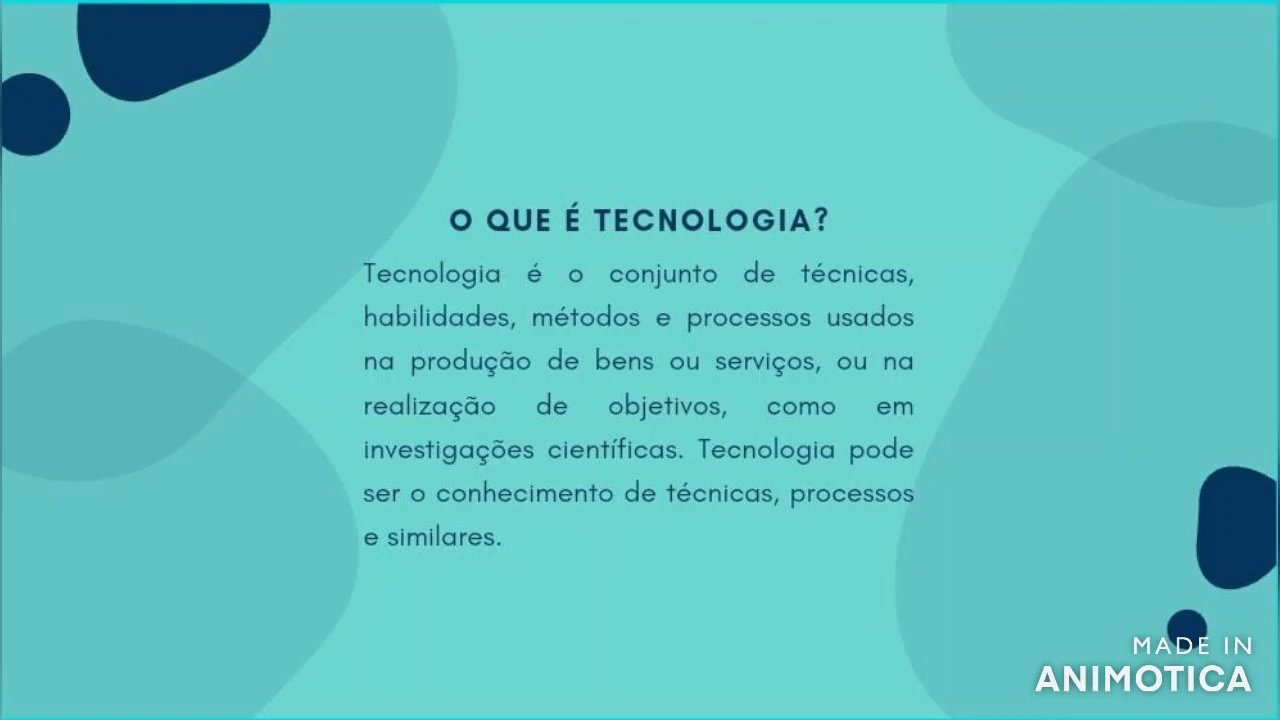 O QUE É TECNOLOGIA?
Tecnologia é o conjunto de técnicas,
habilidades, métodos e processos usados
na produção de bens ou serviços, ou na
realização de objetivos, como em
investigações científicas. Tecnologia pode
ser o conhecimento de técnicas, processos
e similares.
MADE IN
ANIMOTICA